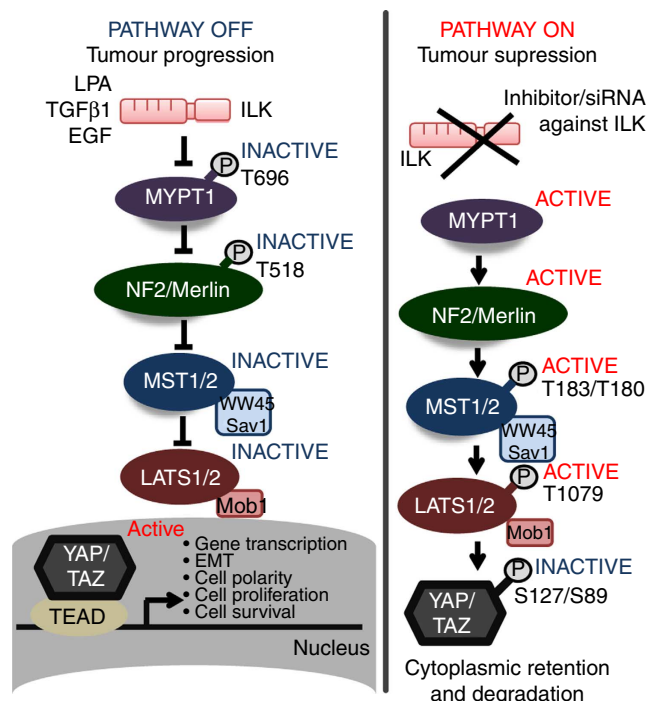 PATHWAY OFF
Tumour progression
LPA
TGFβ1
EGF
ILK
P
INACTIVE
T696
MYPT1
P
INACTIVE
T518
NF2/Merlin
INACTIVE
MST1/2
WW45
Sav1
INACTIVE
LATS1/2
Mob1
Active
YAP/
TAZ
TEAD
• Gene transcription
• EMT
• Cell polarity
• Cell proliferation
• Cell survival
Nucleus
PATHWAY ON
Tumour supression
Inhibitor/siRNA
against ILK
ILK
ACTIVE
MYPT1
ACTIVE
NF2/Merlin
P
ACTIVE
T183/T180
MST1/2
WW45
Sav1
P
ACTIVE
T1079
LATS1/2
Mob1
P
INACTIVE
S127/S89
YAP/
TAZ
Cytoplasmic retention
and degradation